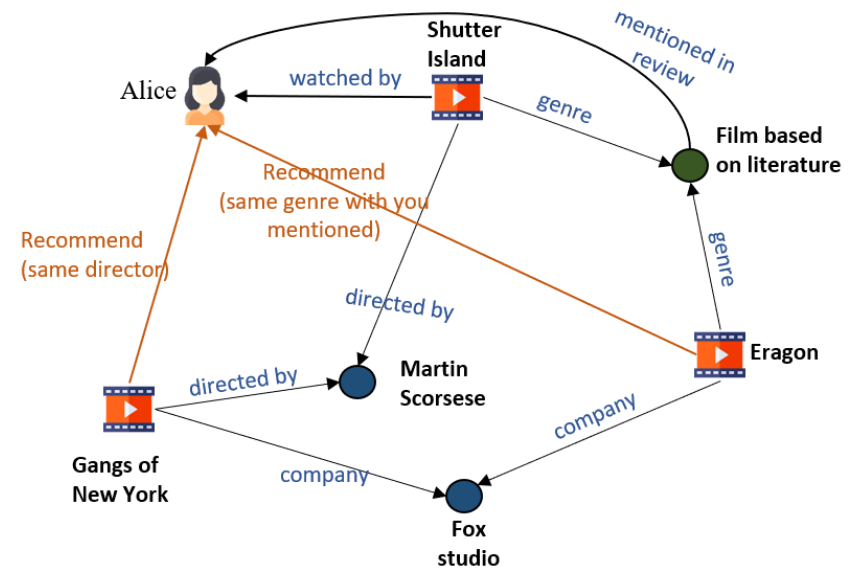 Shutter
Island
mentioned in
review
Alice
watched by
genre
Film based
on literature
Recommend
(same genre with you
mentioned)
Recommend
(same director)
genre
directed by
Eragon
Martin
Scorsese
directed by
company
Gangs of
New York
company
Fox
studio